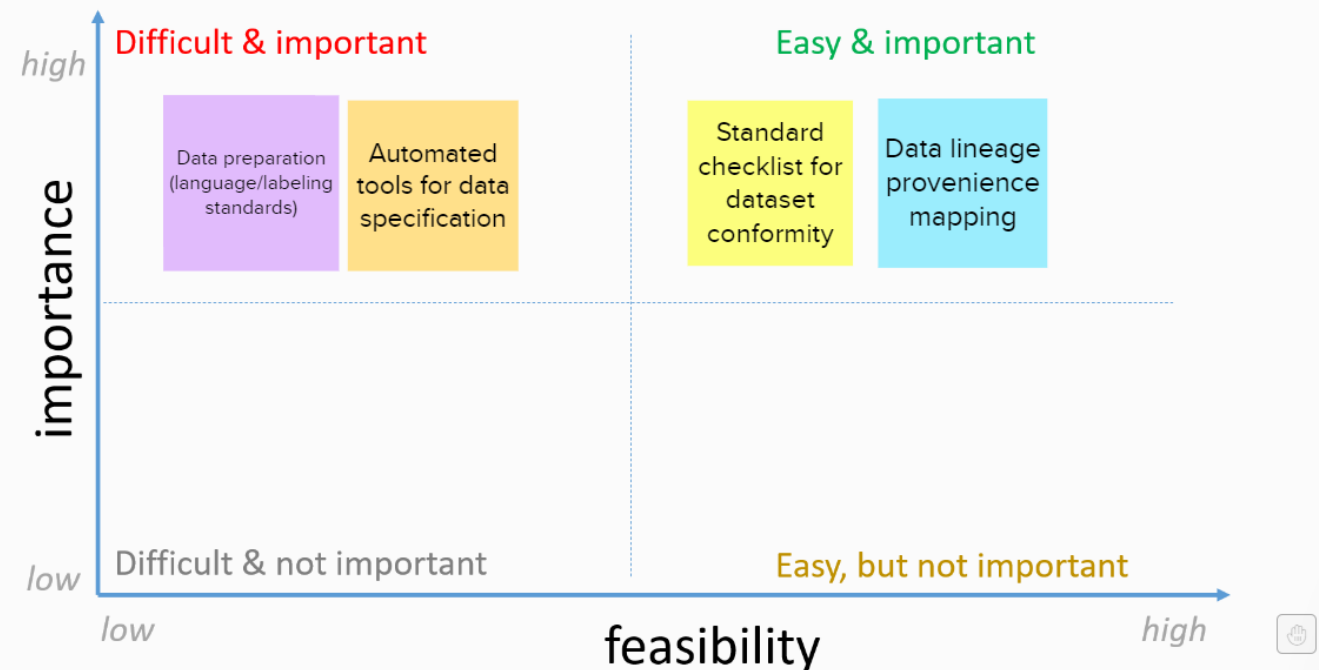 high
Difficult & important
Easy & important
Data preparation
(language/labeling
standards)
Automated
tools for data
specification
Standard
checklist for
dataset
conformity
Data lineage
provenience
mapping
importance
low
Difficult & not important
Easy, but not important
low
feasibility
high